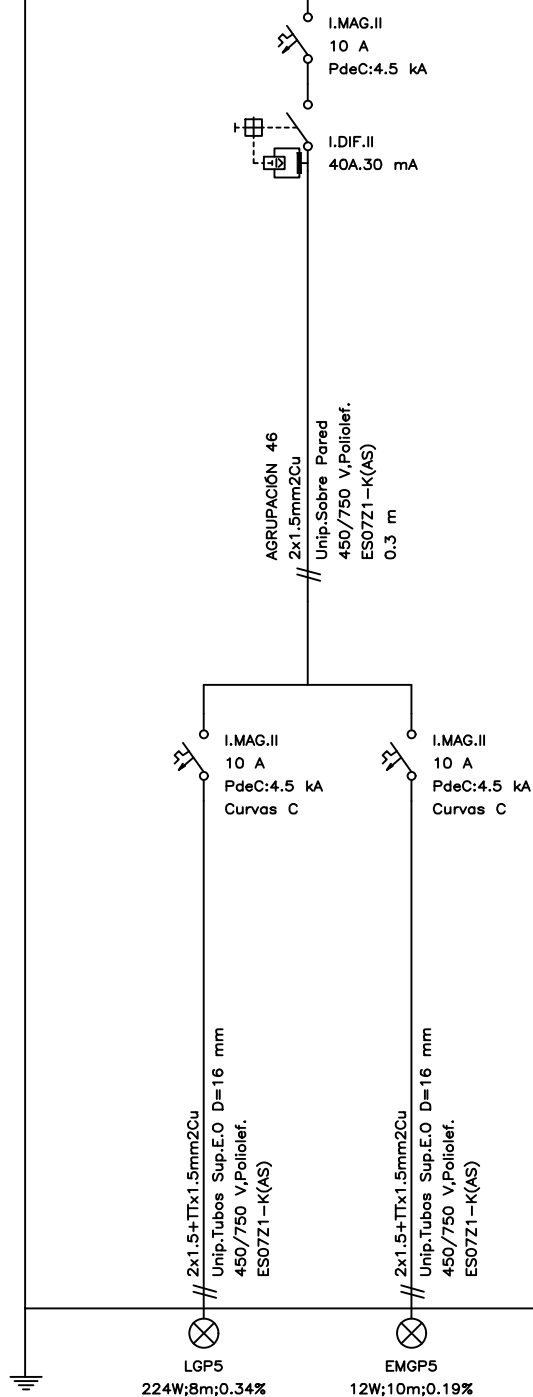 I.MAG.II
10 A
PdeC:4.5 kA
I.DIF.II
40A.30 mA
AGRUPACIÓN 46
2x1.5mm2Cu
Unip.Sobre Pared
450/750 V,Poliolef.
ES07Z1-K(AS)
0.3 m
I.MAG.II
10 A
PdeC:4.5 kA
Curvas C
I.MAG.II
10 A
PdeC:4.5 kA
Curvas C
2x1.5+TTx1.5mm2Cu
Unip.Tubos Sup.E.O D=16 mm
450/750 V,Poliolef.
ES07Z1-K(AS)
2x1.5+TTx1.5mm2Cu
Unip.Tubos Sup.E.O D=16 mm
450/750 V,Poliolef.
ES07Z1-K(AS)
LGP5
224W;8m;0.34%
EMGP5
12W;10m;0.19%